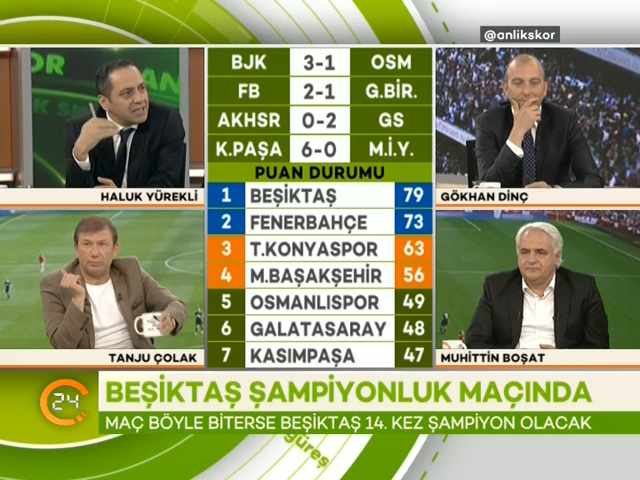 @anlikskor
BJK 3-1 OSM
FB 2-1 G.BİR.
AKHSR 0-2 GS
K.PAŞA 6-0 M.İ.Y.
PUAN DURUMU
1 BEŞİKTAŞ 79
2 FENERBAHÇE 73
3 T.KONYASPOR 63
4 M.BAŞAKŞEHİR 56
5 OSMANLISPOR 49
6 GALATASARAY 48
7 KASIMPAŞA 47
HALUK YÜREKLİ
GÖKHAN DİNÇ
TANJU ÇOLAK
MUHİTTİN BOŞAT
24
BEŞİKTAŞ ŞAMPİYONLUK MAÇINDA
MAÇ BÖYLE BİTERSE BEŞİKTAŞ 14. KEZ ŞAMPİYON OLACAK
güreş